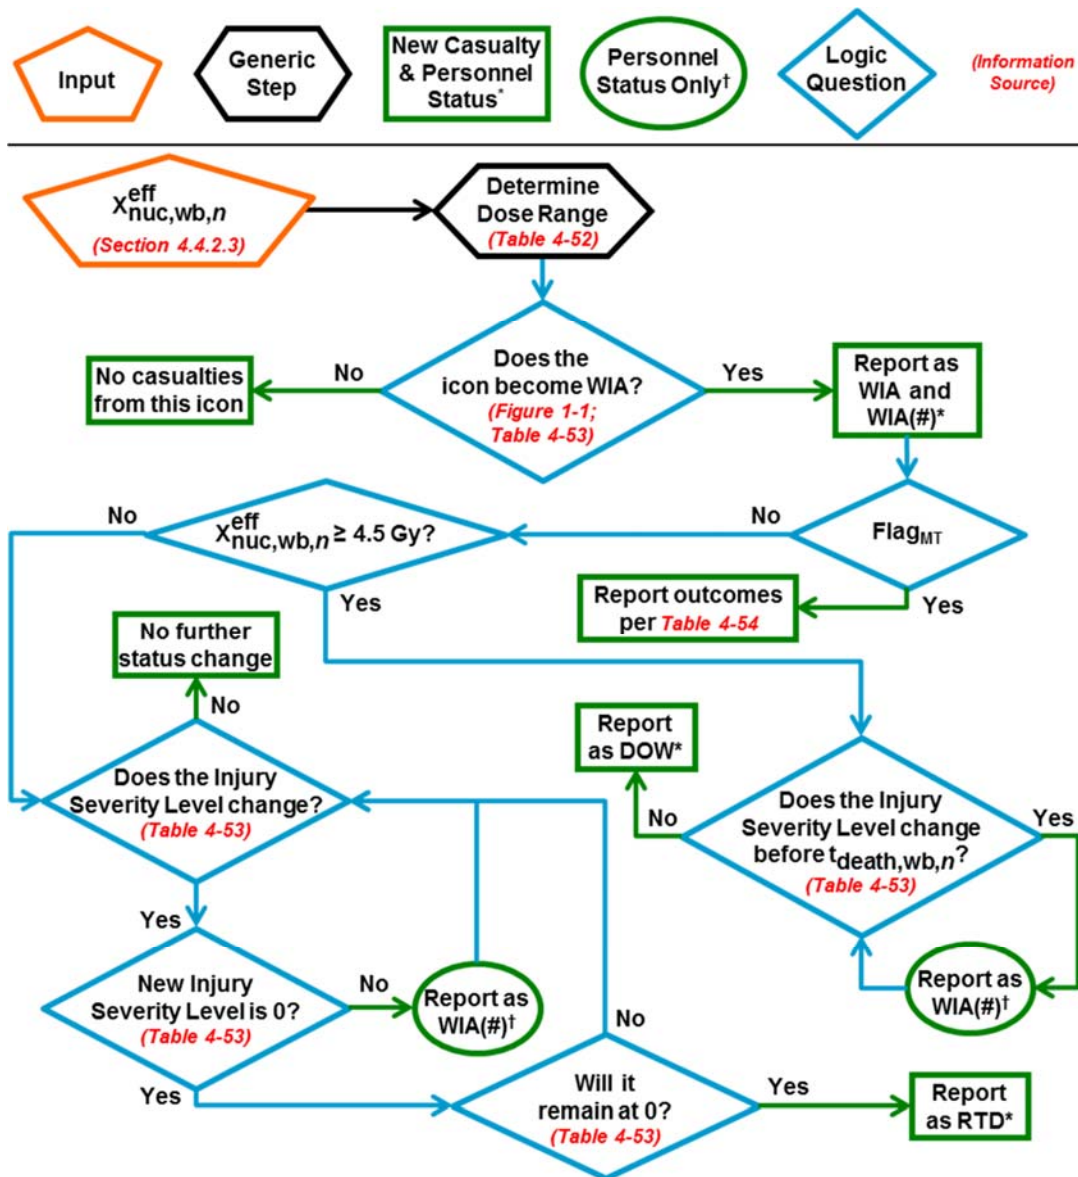 Input
Generic
Step
New Casualty
& Personnel
Status*
Personnel
Status Only†
Logic
Question
(Information
Source)
X^eff_nuc,wb,n
(Section 4.4.2.3)
Determine
Dose Range
(Table 4-52)
No casualties
from this icon
No
Does the
icon become WIA?
(Figure 1-1;
Table 4-53)
Yes
Report as
WIA and
WIA(#)*
No
X^eff_nuc,wb,n ≥ 4.5 Gy?
Yes
No
Flag_MT
Yes
Report outcomes
per Table 4-54
No further
status change
No
Does the Injury
Severity Level change?
(Table 4-53)
Yes
Report
as DOW*
No
Does the Injury
Severity Level change
before t_death,wb,n?
(Table 4-53)
Yes
Report as
WIA(#)†
New Injury
Severity Level is 0?
(Table 4-53)
No
Report as
WIA(#)†
Yes
No
Will it
remain at 0?
(Table 4-53)
Yes
Report
as RTD*